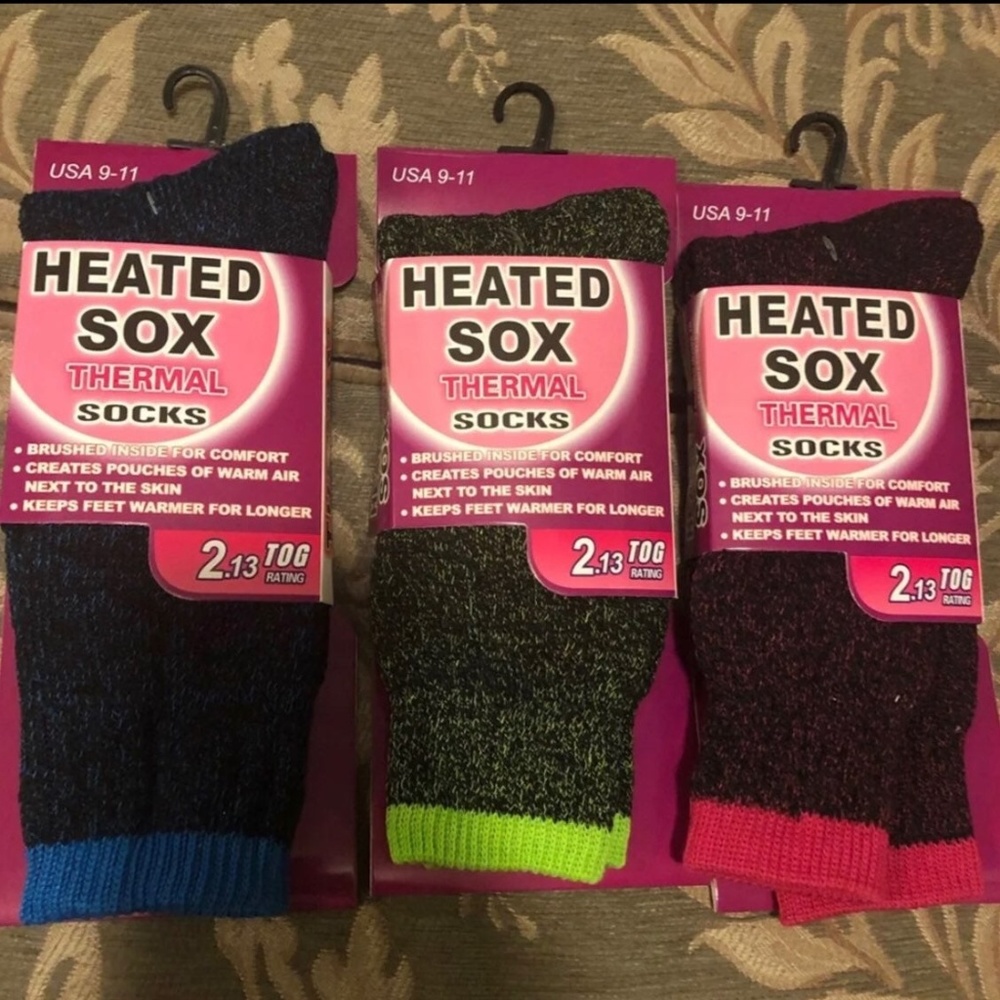 USA 9-11
HEATED
SOX
THERMAL
SOCKS
• BRUSHED INSIDE FOR COMFORT
• CREATES POUCHES OF WARM AIR
NEXT TO THE SKIN
• KEEPS FEET WARMER FOR LONGER
2.13 TOG
RATING
USA 9-11
HEATED
SOX
THERMAL
SOCKS
• BRUSHED INSIDE FOR COMFORT
• CREATES POUCHES OF WARM AIR
NEXT TO THE SKIN
• KEEPS FEET WARMER FOR LONGER
2.13 TOG
RATING
SOX
USA 9-11
HEATED
SOX
THERMAL
SOCKS
• BRUSHED INSIDE FOR COMFORT
• CREATES POUCHES OF WARM AIR
NEXT TO THE SKIN
• KEEPS FEET WARMER FOR LONGER
2.13 TOG
RATING
SOX